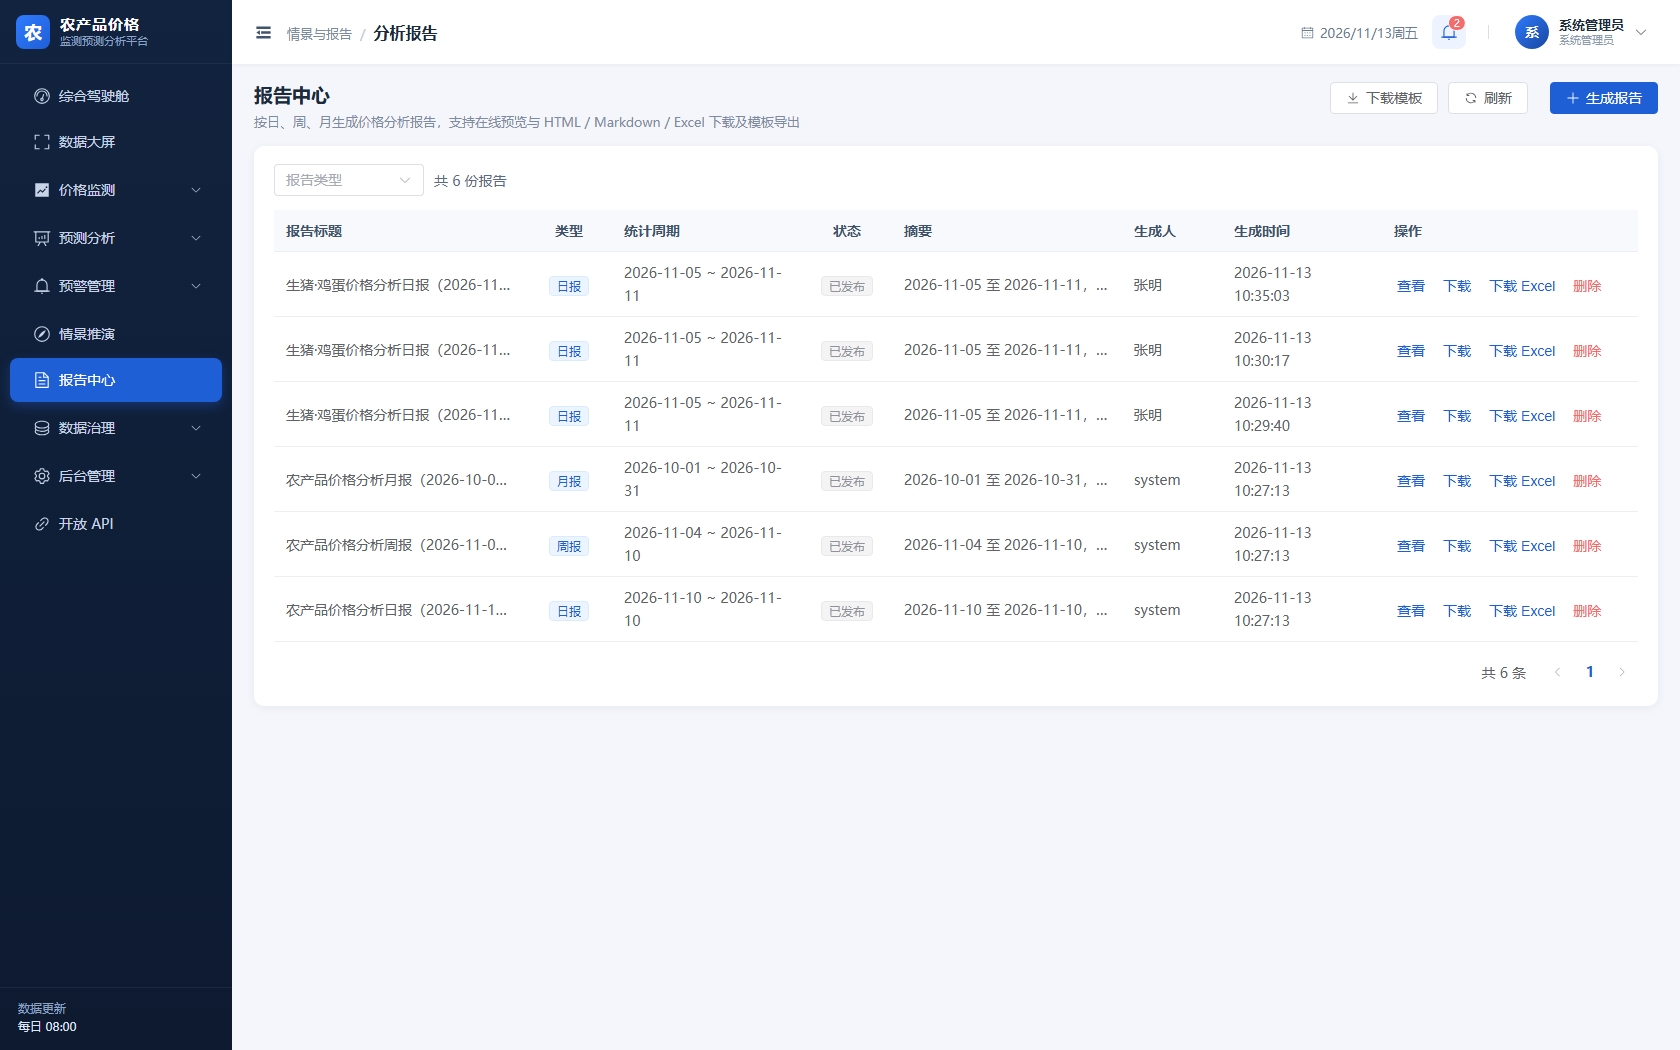 农
农产品价格
监测预测分析平台
综合驾驶舱
数据大屏
价格监测
预测分析
预警管理
情景推演
报告中心
数据治理
后台管理
开放 API
数据更新
每日 08:00
情景与报告 / 分析报告
2026/11/13周五
2
系
系统管理员
系统管理员
报告中心
按日、周、月生成价格分析报告，支持在线预览与 HTML / Markdown / Excel 下载及模板导出
下载模板
刷新
生成报告
报告类型
共 6 份报告
报告标题 类型 统计周期 状态 摘要 生成人 生成时间 操作
生猪·鸡蛋价格分析日报（2026-11... 日报 2026-11-05 ~ 2026-11-11 已发布 2026-11-05 至 2026-11-11，... 张明 2026-11-13 10:35:03 查看 下载 下载 Excel 删除
生猪·鸡蛋价格分析日报（2026-11... 日报 2026-11-05 ~ 2026-11-11 已发布 2026-11-05 至 2026-11-11，... 张明 2026-11-13 10:30:17 查看 下载 下载 Excel 删除
生猪·鸡蛋价格分析日报（2026-11... 日报 2026-11-05 ~ 2026-11-11 已发布 2026-11-05 至 2026-11-11，... 张明 2026-11-13 10:29:40 查看 下载 下载 Excel 删除
农产品价格分析月报（2026-10-0... 月报 2026-10-01 ~ 2026-10-31 已发布 2026-10-01 至 2026-10-31，... system 2026-11-13 10:27:13 查看 下载 下载 Excel 删除
农产品价格分析周报（2026-11-0... 周报 2026-11-04 ~ 2026-11-10 已发布 2026-11-04 至 2026-11-10，... system 2026-11-13 10:27:13 查看 下载 下载 Excel 删除
农产品价格分析日报（2026-11-1... 日报 2026-11-10 ~ 2026-11-10 已发布 2026-11-10 至 2026-11-10，... system 2026-11-13 10:27:13 查看 下载 下载 Excel 删除
共 6 条 1